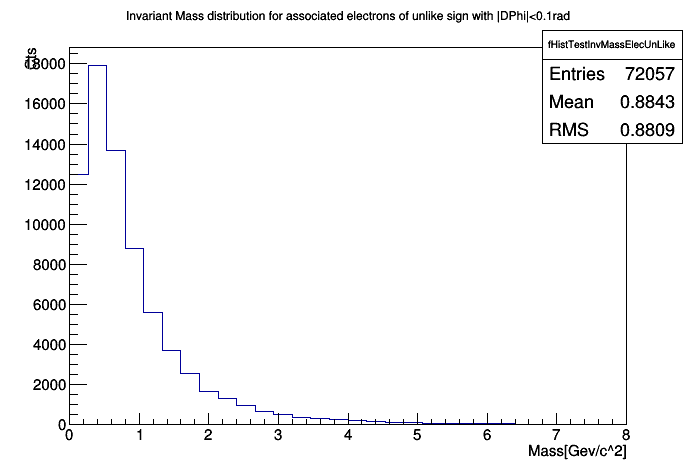 Invariant Mass distribution for associated electrons of unlike sign with |DPhi|<0.1rad
fHistTestInvMassElecUnLike
Entries 72057
Mean 0.8843
RMS 0.8809
18000
16000
14000
12000
10000
8000
6000
4000
2000
0
0 1 2 3 4 5 6 7 8
Mass[Gev/c^2]